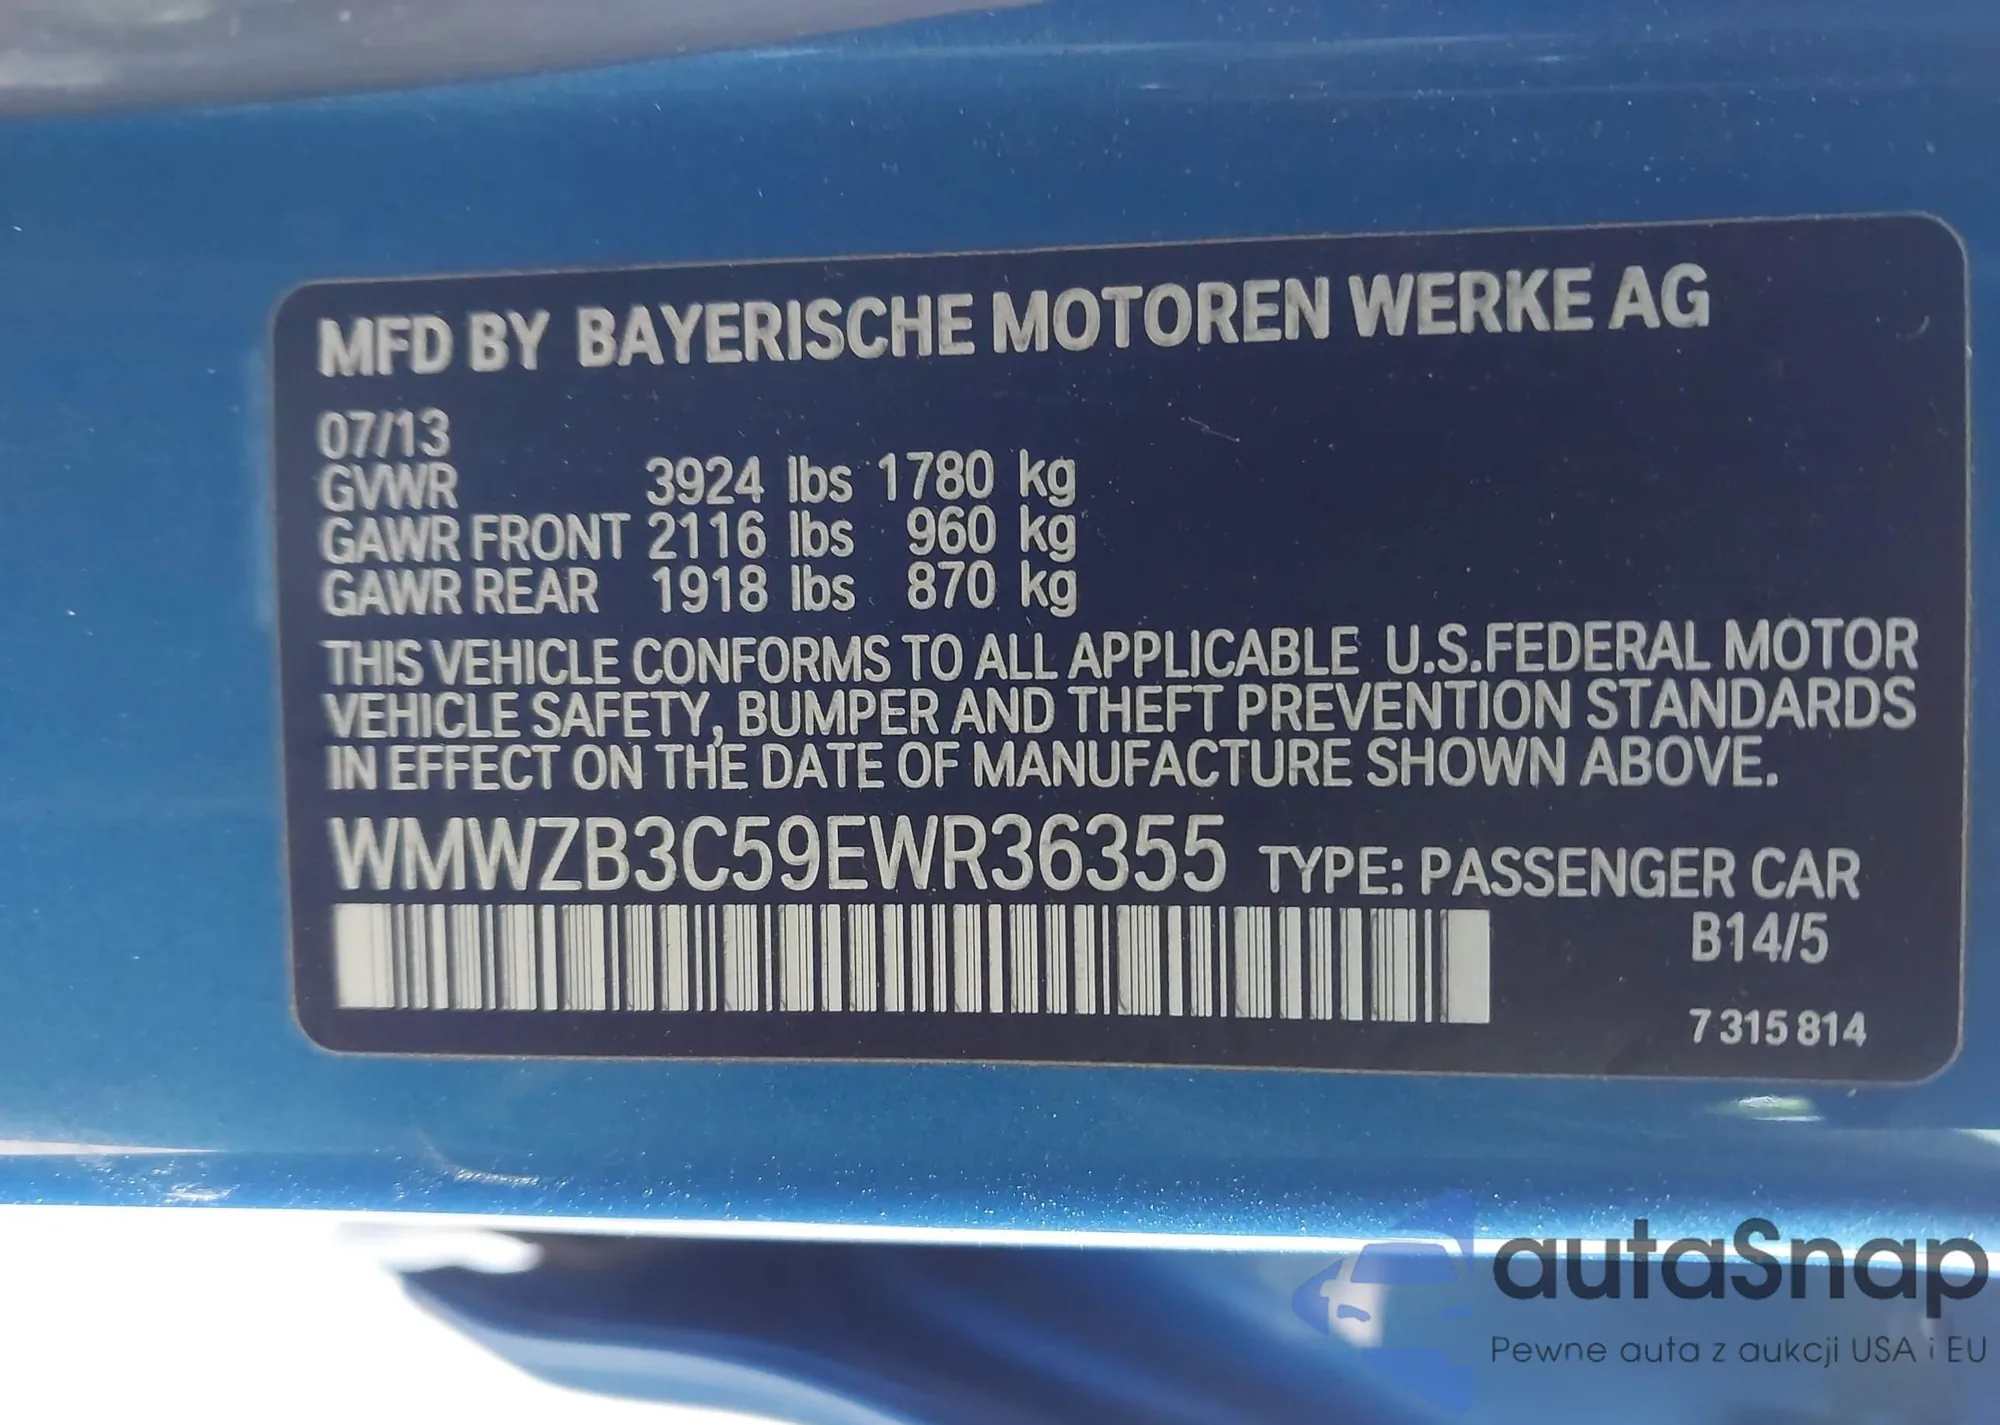 MFD BY BAYERISCHE MOTOREN WERKE AG
07/13
GVWR 3924 lbs 1780 kg
GAWR FRONT 2116 lbs 960 kg
GAWR REAR 1918 lbs 870 kg
THIS VEHICLE CONFORMS TO ALL APPLICABLE U.S.FEDERAL MOTOR
VEHICLE SAFETY, BUMPER AND THEFT PREVENTION STANDARDS
IN EFFECT ON THE DATE OF MANUFACTURE SHOWN ABOVE.
WMWZB3C59EWR36355 TYPE: PASSENGER CAR
B14/5
7 315 814
autaSnap
Pewne auta z aukcji USA i EU